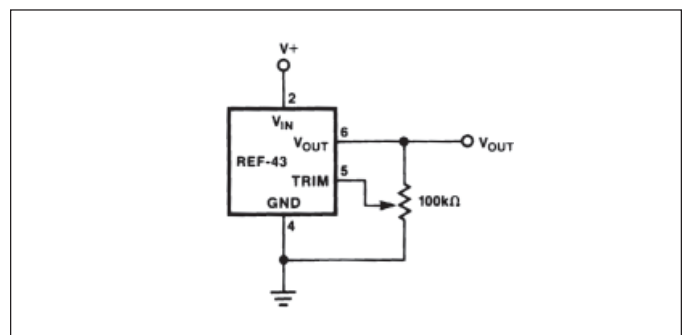 V+
2
VIN
VOUT
6
VOUT
REF-43
5
TRIM
100kΩ
GND
4